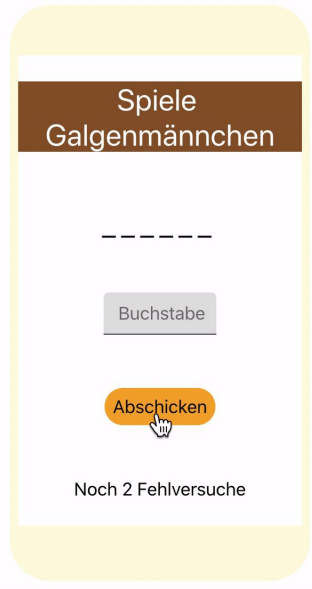 Spiele
Galgenmännchen
_ _ _ _ _ _
Buchstabe
Abschicken
Noch 2 Fehlversuche